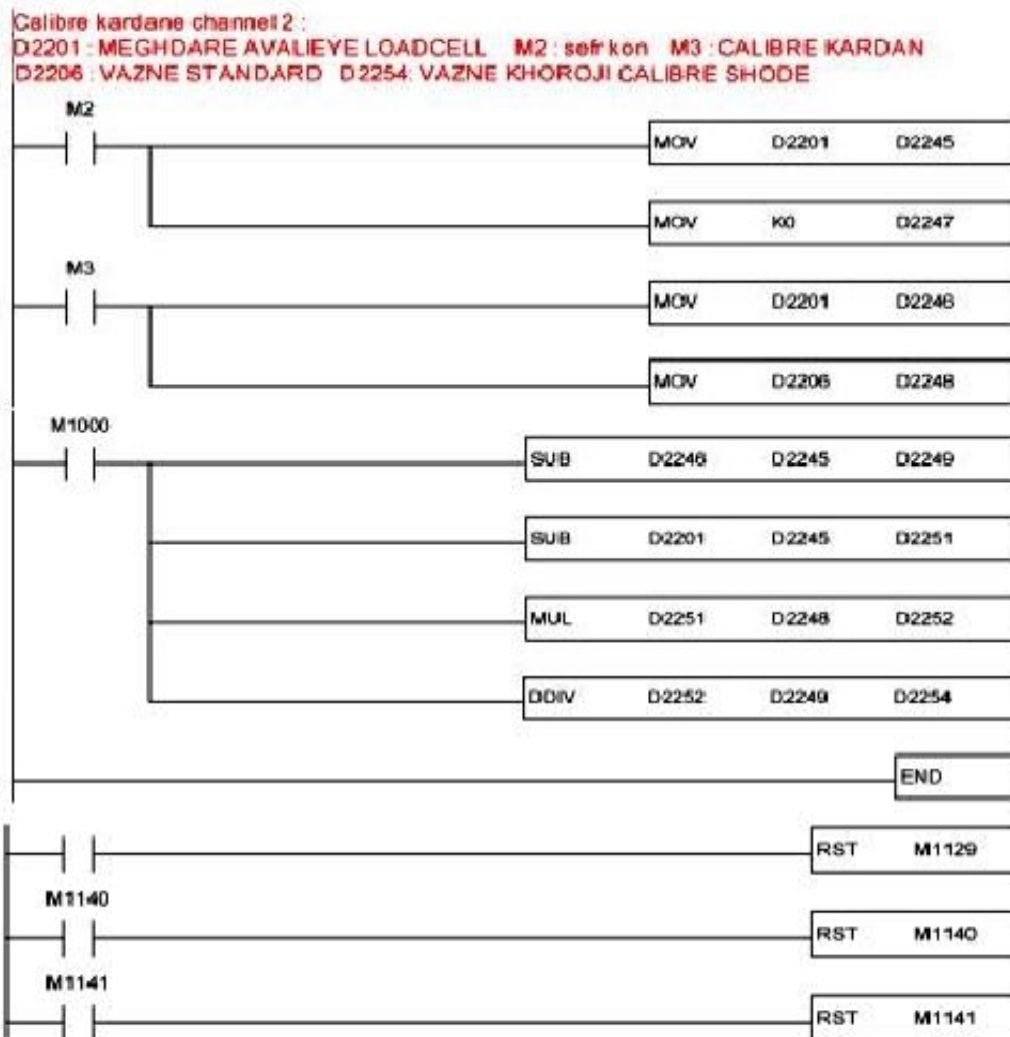 Calibre kardane channel 2 :
D2201 : MEGHDARE AVALIEYE LOADCELL M2 : sefr kon M3 : CALIBRE KARDAN
D2206 : VAZNE STANDARD D2254: VAZNE KHOROJI CALIBRE SHODE
M2
MOV D2201 D2245
MOV K0 D2247
M3
MOV D2201 D2246
MOV D2206 D2248
M1000
SUB D2246 D2245 D2249
SUB D2201 D2245 D2251
MUL D2251 D2248 D2252
DDIV D2252 D2249 D2254
END
RST M1129
M1140
RST M1140
M1141
RST M1141